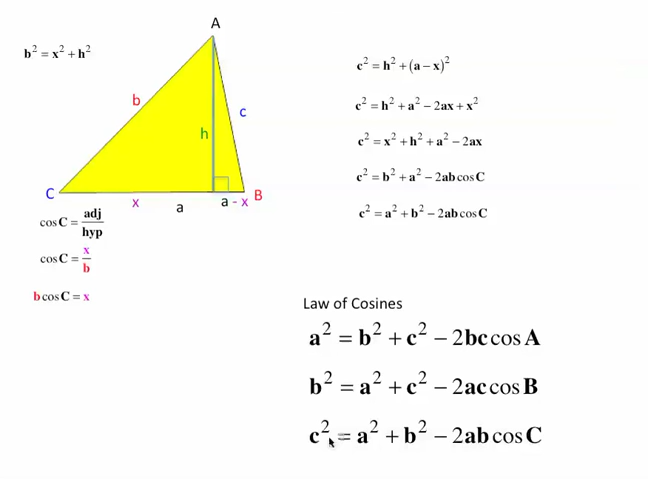 A
b² = x² + h²
b
c
h
C
x
a
a - x
B
cos C = adj/hyp
cos C = x/b
b cos C = x
c² = h² + (a − x)²
c² = h² + a² − 2ax + x²
c² = x² + h² + a² − 2ax
c² = b² + a² − 2ab cos C
c² = a² + b² − 2ab cos C
Law of Cosines
a² = b² + c² − 2bc cos A
b² = a² + c² − 2ac cos B
c² = a² + b² − 2ab cos C